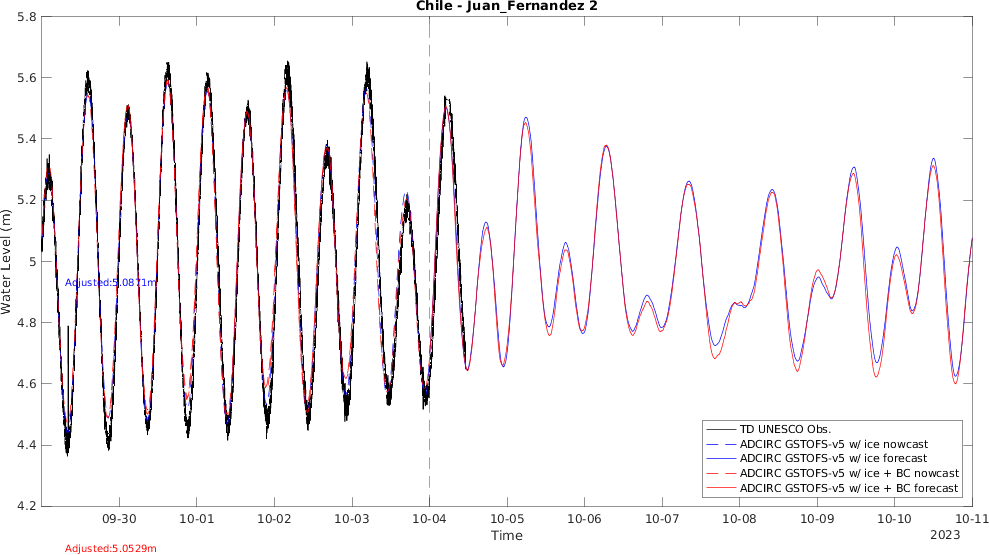 Chile - Juan_Fernandez 2
5.8
5.6
5.4
5.2
5
4.8
4.6
4.4
4.2
Water Level (m)
Adjusted:5.0871m
TD UNESCO Obs.
ADCIRC GSTOFS-v5 w/ ice nowcast
ADCIRC GSTOFS-v5 w/ ice forecast
ADCIRC GSTOFS-v5 w/ ice + BC nowcast
ADCIRC GSTOFS-v5 w/ ice + BC forecast
09-30 10-01 10-02 10-03 10-04 10-05 10-06 10-07 10-08 10-09 10-10 10-11
Time
2023
Adjusted:5.0529m